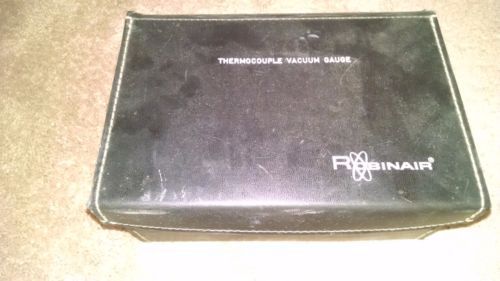 THERMOCOUPLE VACUUM GAUGE
ROBINAIR®